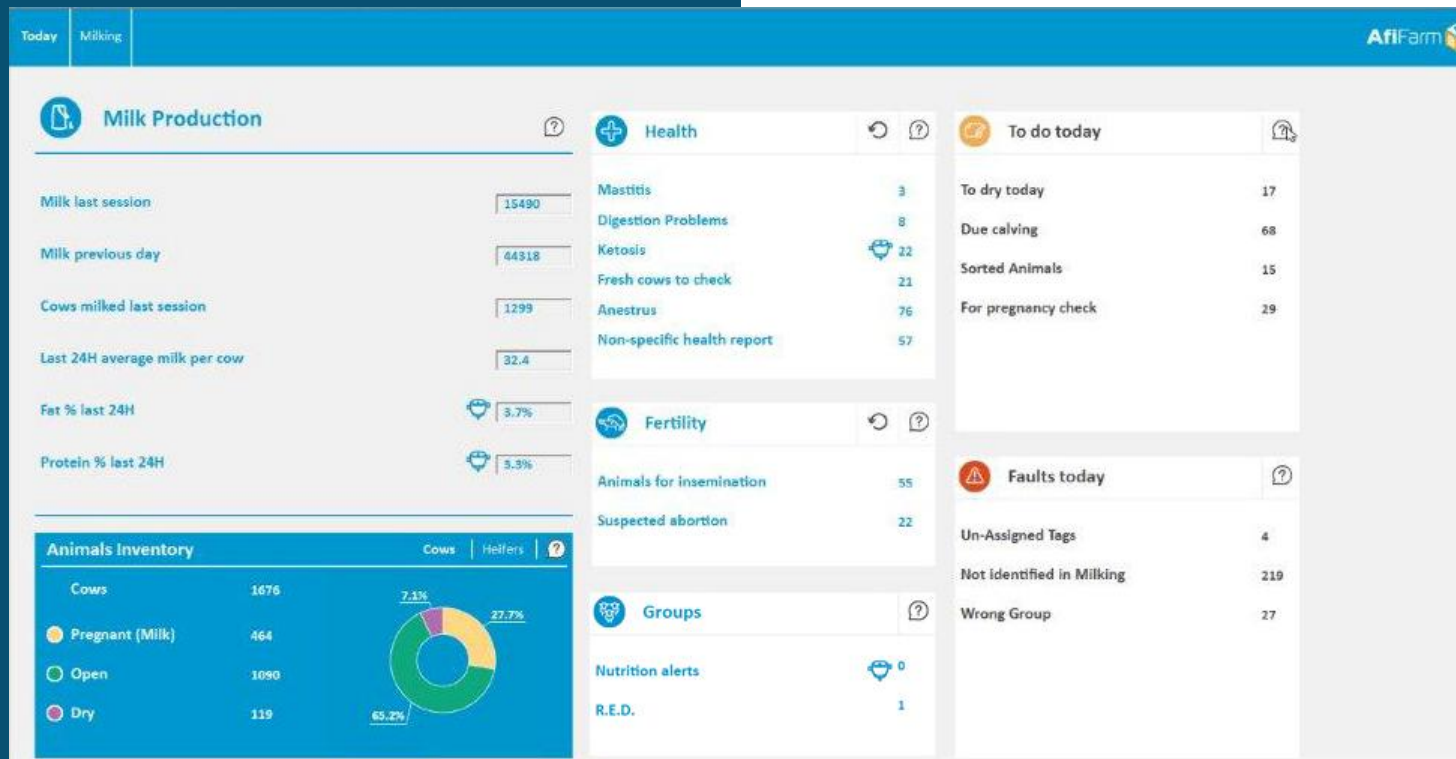 Today Milking
AfiFarm
Milk Production
Milk last session 15490
Milk previous day 44318
Cows milked last session 1299
Last 24H average milk per cow 32.4
Fat % last 24H 3.7%
Protein % last 24H 3.3%
Animals Inventory Cows Heifers
Cows 1676
Pregnant (Milk) 464
Open 1090
Dry 119
7.1%
27.7%
65.2%
Health
Mastitis 3
Digestion Problems 8
Ketosis 22
Fresh cows to check 21
Anestrus 76
Non-specific health report 57
Fertility
Animals for insemination 55
Suspected abortion 22
Groups
Nutrition alerts 0
R.E.D. 1
To do today
To dry today 17
Due calving 68
Sorted Animals 15
For pregnancy check 29
Faults today
Un-Assigned Tags 4
Not identified in Milking 219
Wrong Group 27